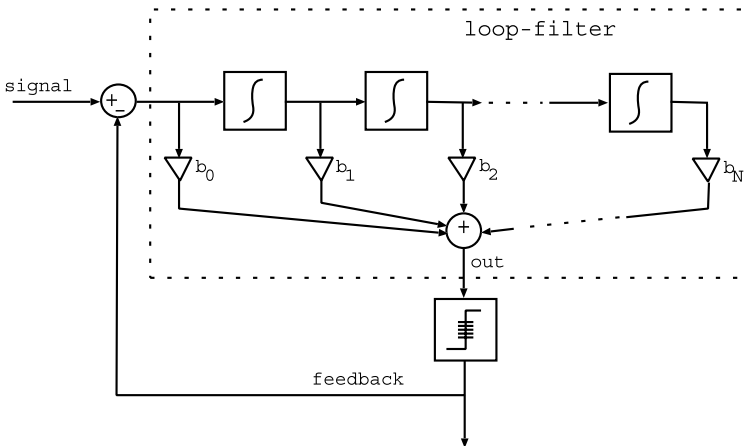 loop-filter
signal
+
−
∫
∫
∫
b0
b1
b2
bN
+
out
feedback